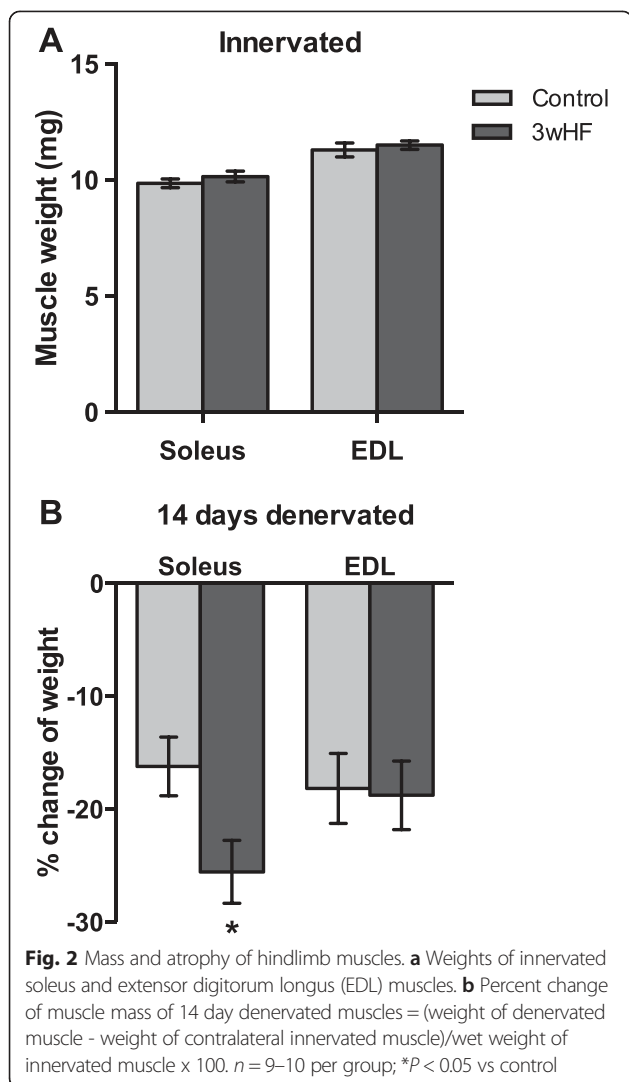 A
Innervated
15
10
5
0
Muscle weight (mg)
Control
3wHF
Soleus EDL
B
14 days denervated
Soleus EDL
0
-10
-20
-30
% change of weight
*
Fig. 2 Mass and atrophy of hindlimb muscles. a Weights of innervated
soleus and extensor digitorum longus (EDL) muscles. b Percent change
of muscle mass of 14 day denervated muscles = (weight of denervated
muscle - weight of contralateral innervated muscle)/wet weight of
innervated muscle x 100. n = 9–10 per group; *P < 0.05 vs control